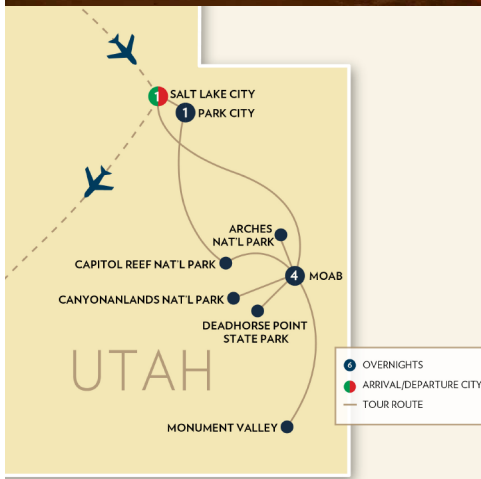 1 SALT LAKE CITY
1 PARK CITY
ARCHES
NAT'L PARK
CAPITOL REEF NAT'L PARK
4 MOAB
CANYONANLANDS NAT'L PARK
DEADHORSE POINT
STATE PARK
UTAH
6 OVERNIGHTS
ARRIVAL/DEPARTURE CITY
TOUR ROUTE
MONUMENT VALLEY